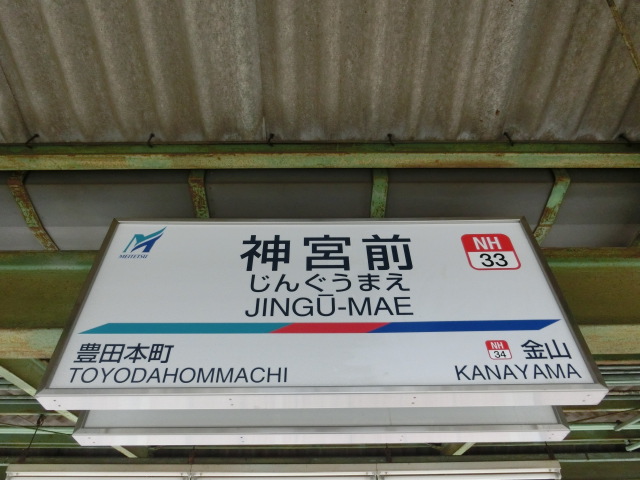 MEITETSU
神宮前
じんぐうまえ
JINGŪ-MAE
NH
33
豊田本町
TOYODAHOMMACHI
NH
34
金山
KANAYAMA